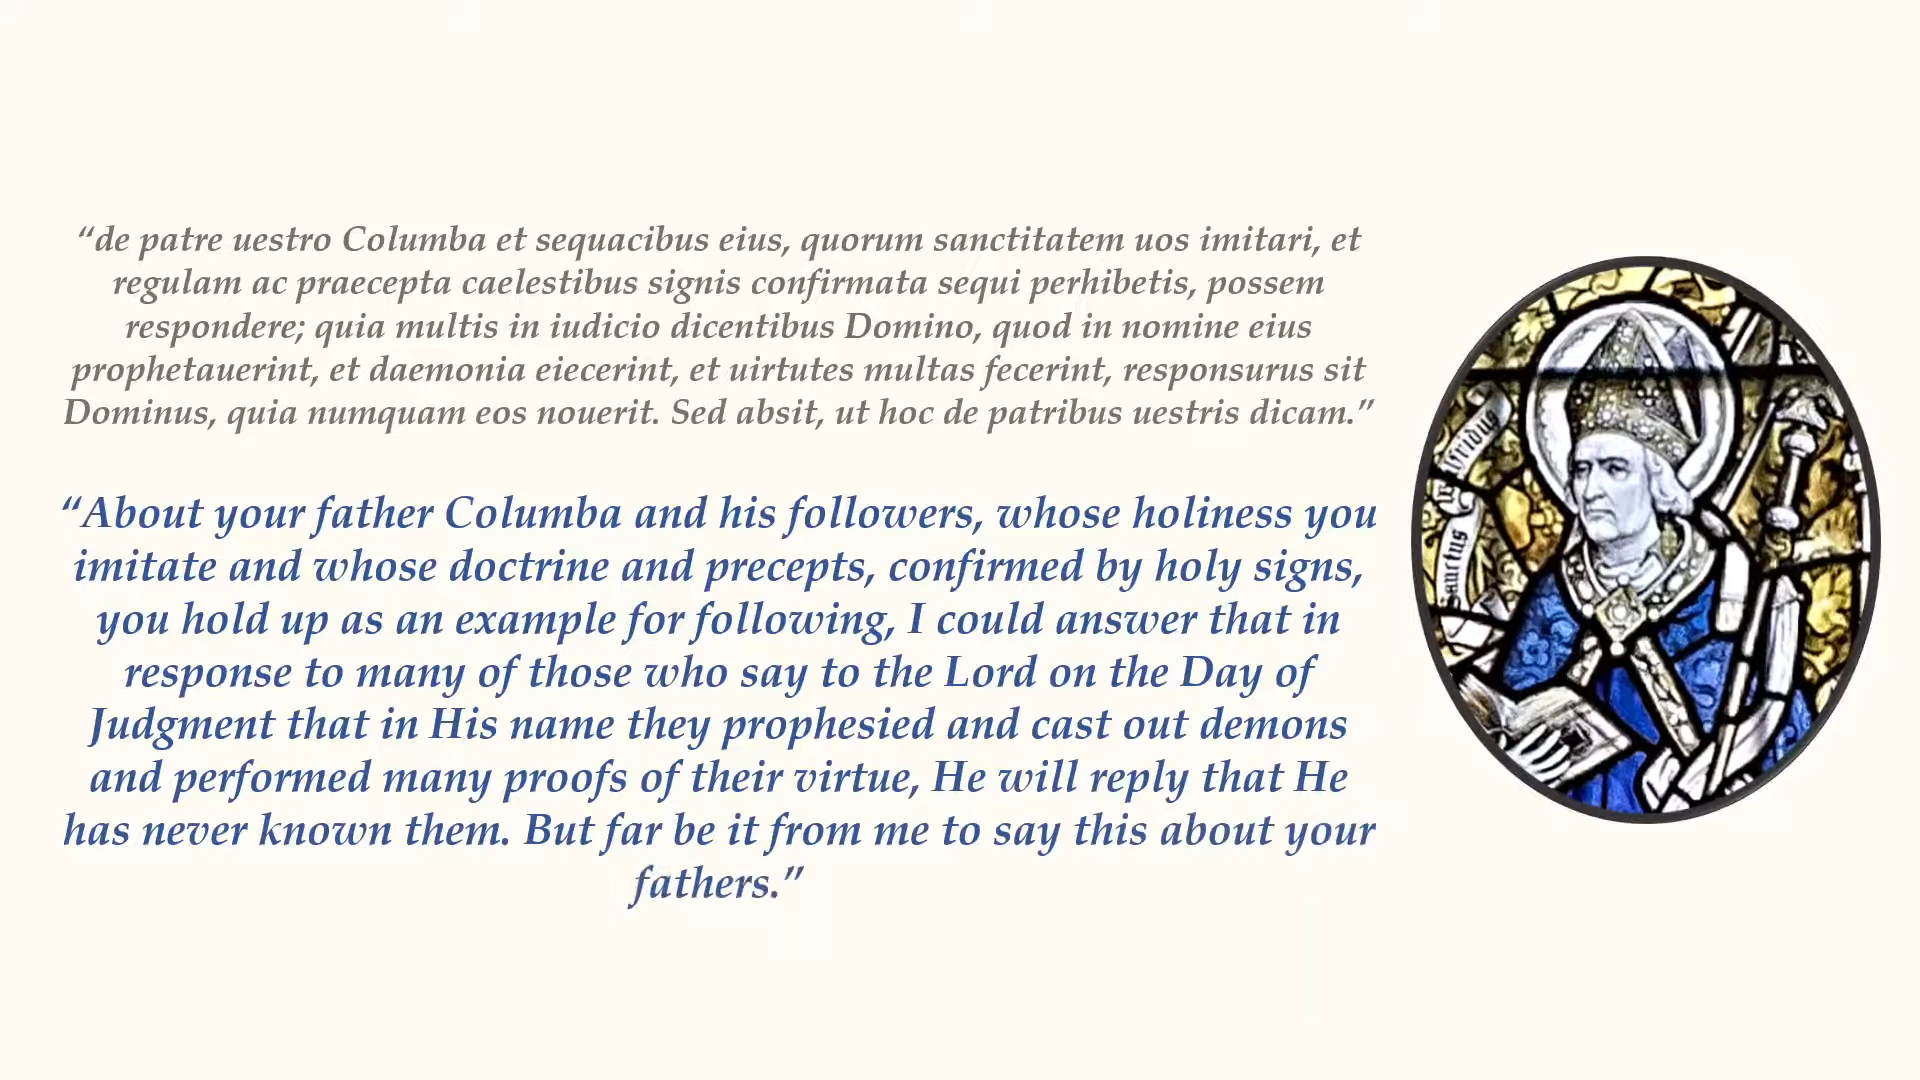 “de patre uestro Columba et sequacibus eius, quorum sanctitatem uos imitari, et
regulam ac praecepta caelestibus signis confirmata sequi perhibetis, possem
respondere; quia multis in iudicio dicentibus Domino, quod in nomine eius
prophetauerint, et daemonia eiecerint, et uirtutes multas fecerint, responsurus sit
Dominus, quia numquam eos nouerit. Sed absit, ut hoc de patribus uestris dicam.”
“About your father Columba and his followers, whose holiness you
imitate and whose doctrine and precepts, confirmed by holy signs,
you hold up as an example for following, I could answer that in
response to many of those who say to the Lord on the Day of
Judgment that in His name they prophesied and cast out demons
and performed many proofs of their virtue, He will reply that He
has never known them. But far be it from me to say this about your
fathers.”
Sanctus